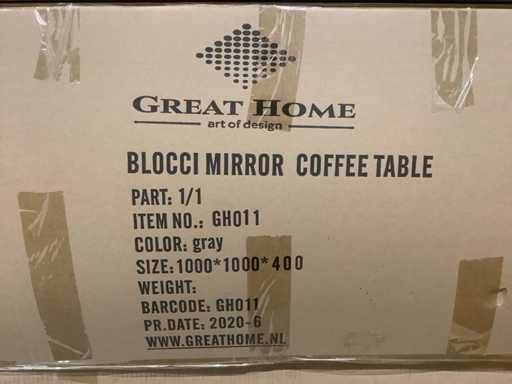 GREAT HOME
art of design
BLOCCI MIRROR COFFEE TABLE
PART: 1/1
ITEM NO.: GH011
COLOR: gray
SIZE: 1000*1000*400
WEIGHT:
BARCODE: GH011
PR.DATE: 2020-6
WWW.GREATHOME.NL